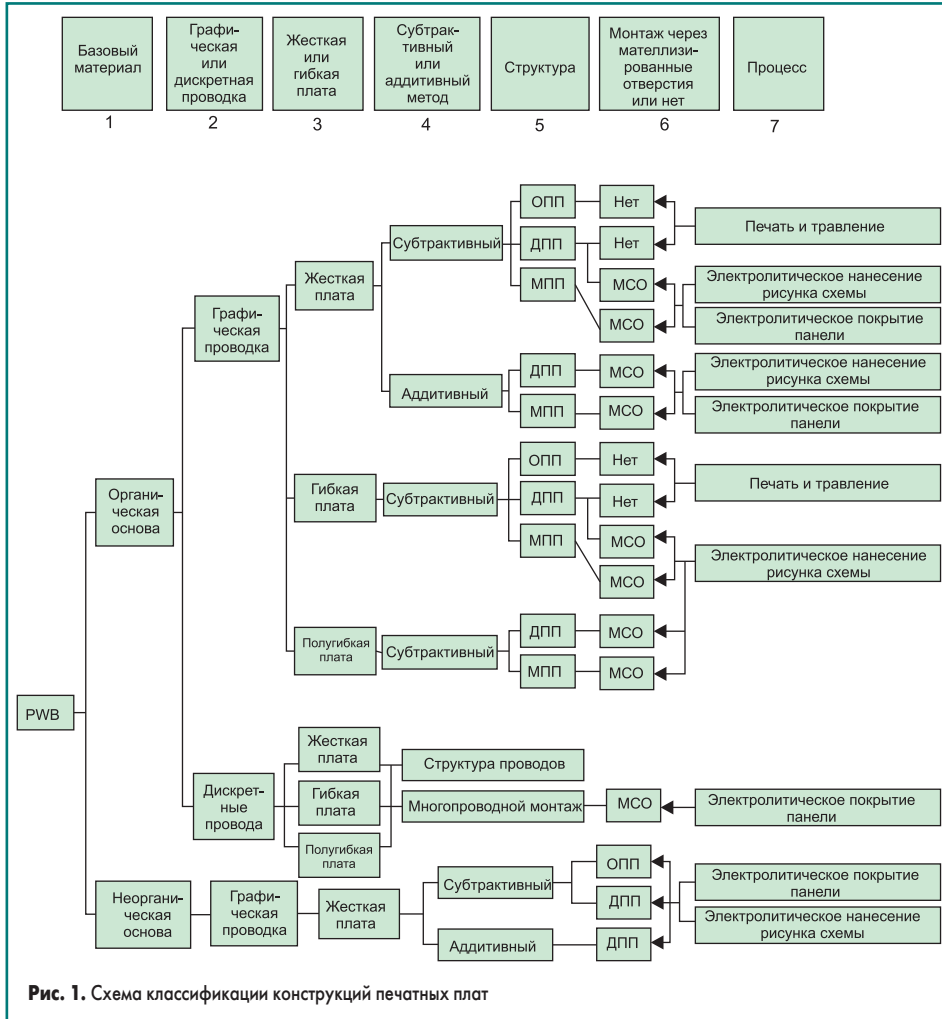 Базовый
материал
Графи-
ческая
или
дискретная
проводка
Жесткая
или
гибкая
плата
Субтрак-
тивный
или
аддитивный
метод
Структура
Монтаж через
мателлизи-
рованные
отверстия
или нет
Процесс
1
2
3
4
5
6
7
ОПП
Нет
Печать и травление
Субтрактивный
ДПП
Нет
Жесткая
плата
МПП
МСО
Электролитическое нанесение
рисунка схемы
Графи-
ческая
проводка
МСО
Электролитическое покрытие
панели
Аддитивный
ДПП
МСО
Электролитическое нанесение
рисунка схемы
МПП
МСО
Электролитическое покрытие
панели
ОПП
Нет
Печать и травление
Органи-
ческая
основа
Гибкая
плата
Субтрактивный
ДПП
Нет
МПП
МСО
Электролитическое нанесение
рисунка схемы
МСО
Полугибкая
плата
Субтрактивный
ДПП
МСО
МПП
МСО
PWB
Жесткая
плата
Структура проводов
Дискрет-
ные
провода
Гибкая
плата
Многопроводной монтаж
МСО
Электролитическое покрытие
панели
Полугибкая
плата
Неоргани-
ческая
основа
Графи-
ческая
проводка
Жесткая
плата
Субтрактивный
ОПП
ДПП
Электролитическое покрытие
панели
Электролитическое нанесение
рисунка схемы
Аддитивный
ДПП
Рис. 1. Схема классификации конструкций печатных плат